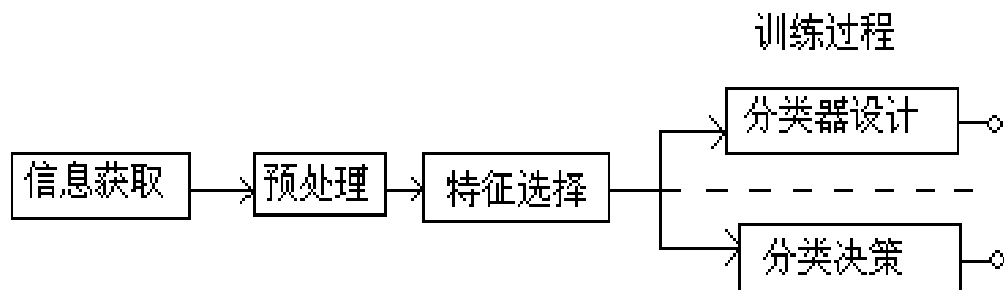 训练过程
分类器设计
信息获取
预处理
特征选择
分类决策